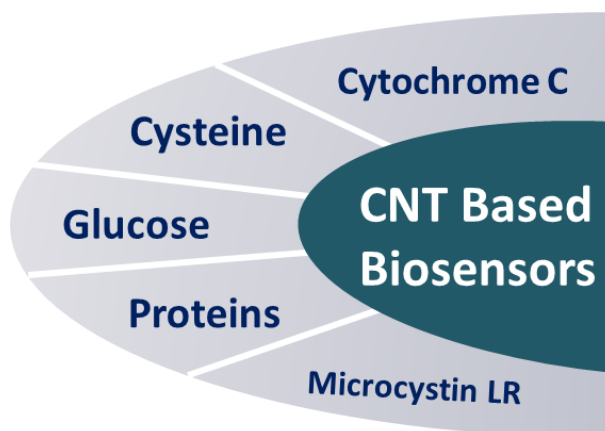 Cytochrome C
Cysteine
Glucose
Proteins
Microcystin LR
CNT Based
Biosensors